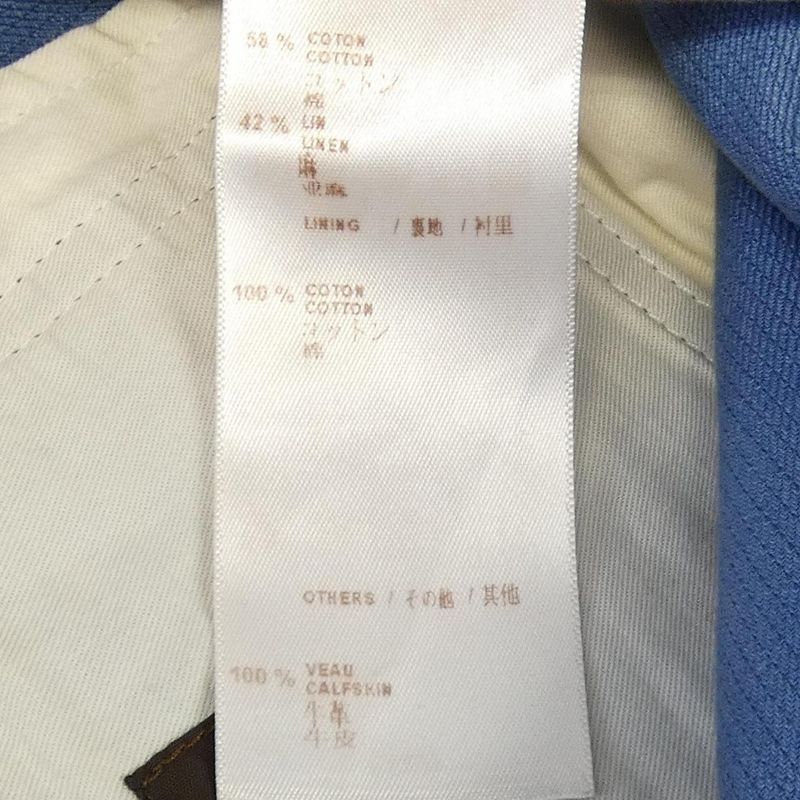 58 % COTON
COTTON
コットン
棉
42 % LIN
LINEN
麻
亚麻
LINING / 裏地 / 衬里
100 % COTON
COTTON
コットン
棉
OTHERS / その他 / 其他
100 % VEAU
CALFSKIN
牛革
牛皮